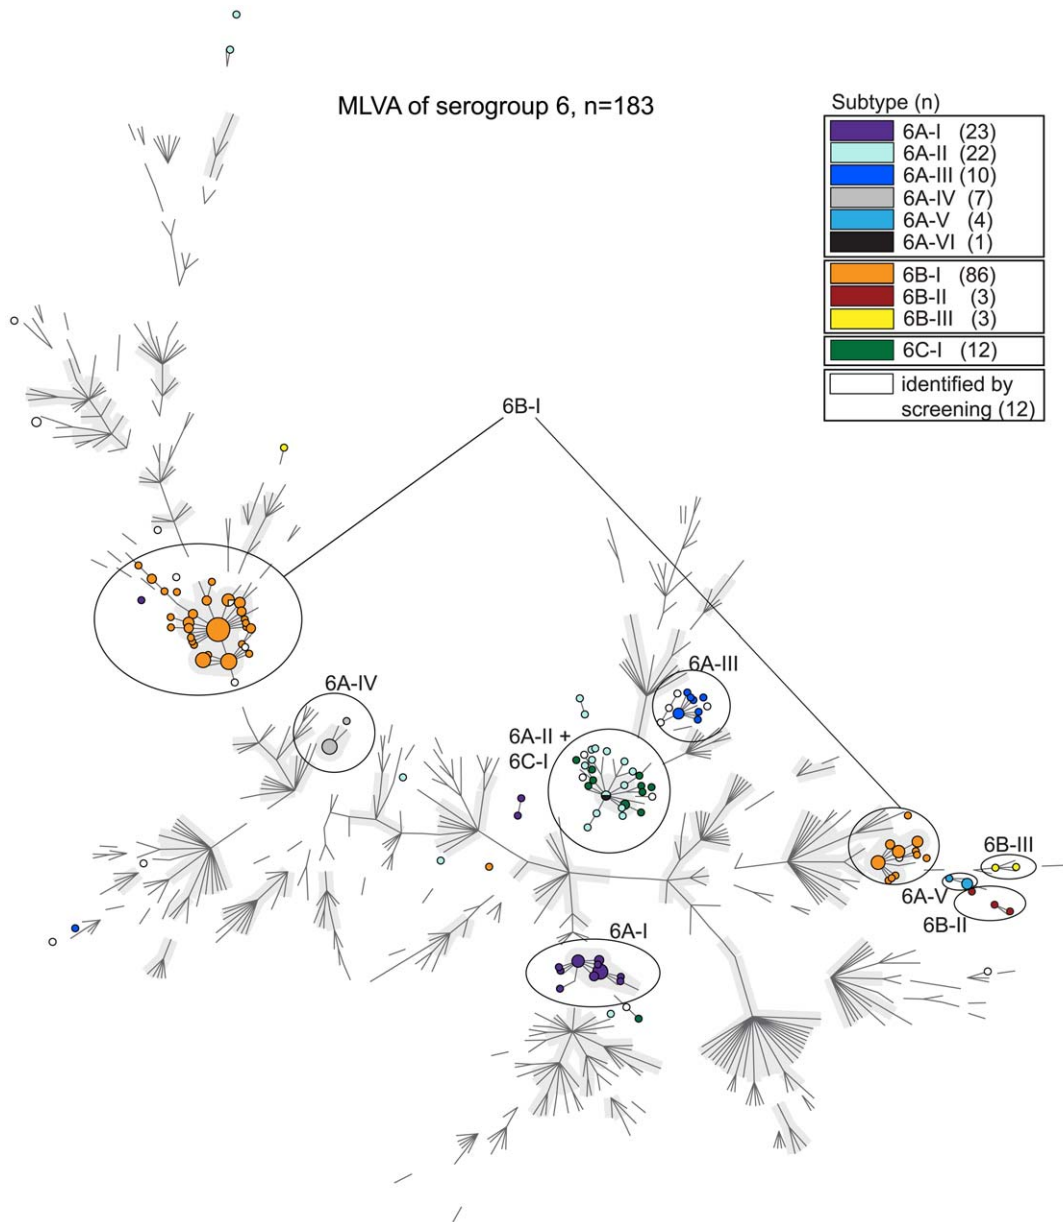 MLVA of serogroup 6, n=183
Subtype (n)
6A-I (23)
6A-II (22)
6A-III (10)
6A-IV (7)
6A-V (4)
6A-VI (1)
6B-I (86)
6B-II (3)
6B-III (3)
6C-I (12)
identified by
screening (12)
6B-I
6A-III
6A-IV
6A-II +
6C-I
6B-III
6A-V
6B-II
6A-I